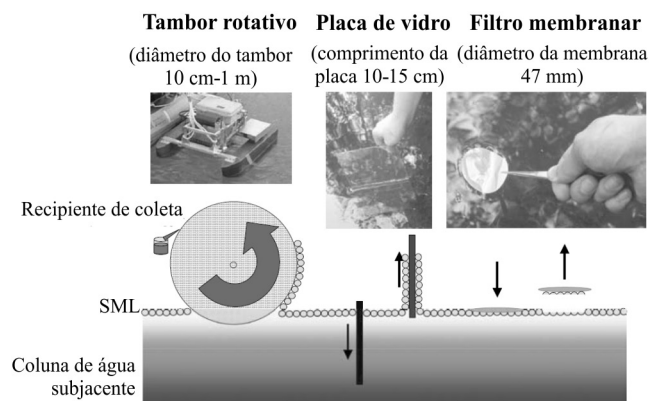 Tambor rotativo
(diâmetro do tambor
10 cm-1 m)
Placa de vidro
(comprimento da
placa 10-15 cm)
Filtro membranar
(diâmetro da membrana
47 mm)
Recipiente de coleta
SML
Coluna de água
subjacente